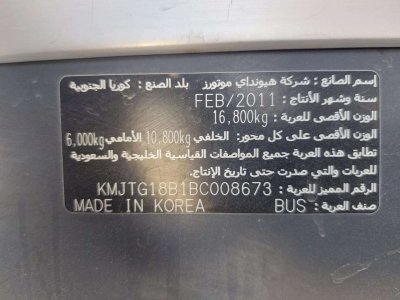 إسم الصانع : شركة هيونداي موتورز بلد الصنع : كوريا الجنوبية
سنة وشهر الأنتاج : FEB/2011
الوزن الأقصى للعربة : 16,800kg
الوزن الأقصى على كل محور: الخلفي 10,800kg الأمامي 6,000kg
تطابق هذه العربة جميع المواصفات القياسية الخليجية والسعودية
للعربات والتي صدرت حتى تاريخ الإنتاج.
الرقم المميز للعربة : KMJTG18B1BC008673
صنف العربة : BUS MADE IN KOREA